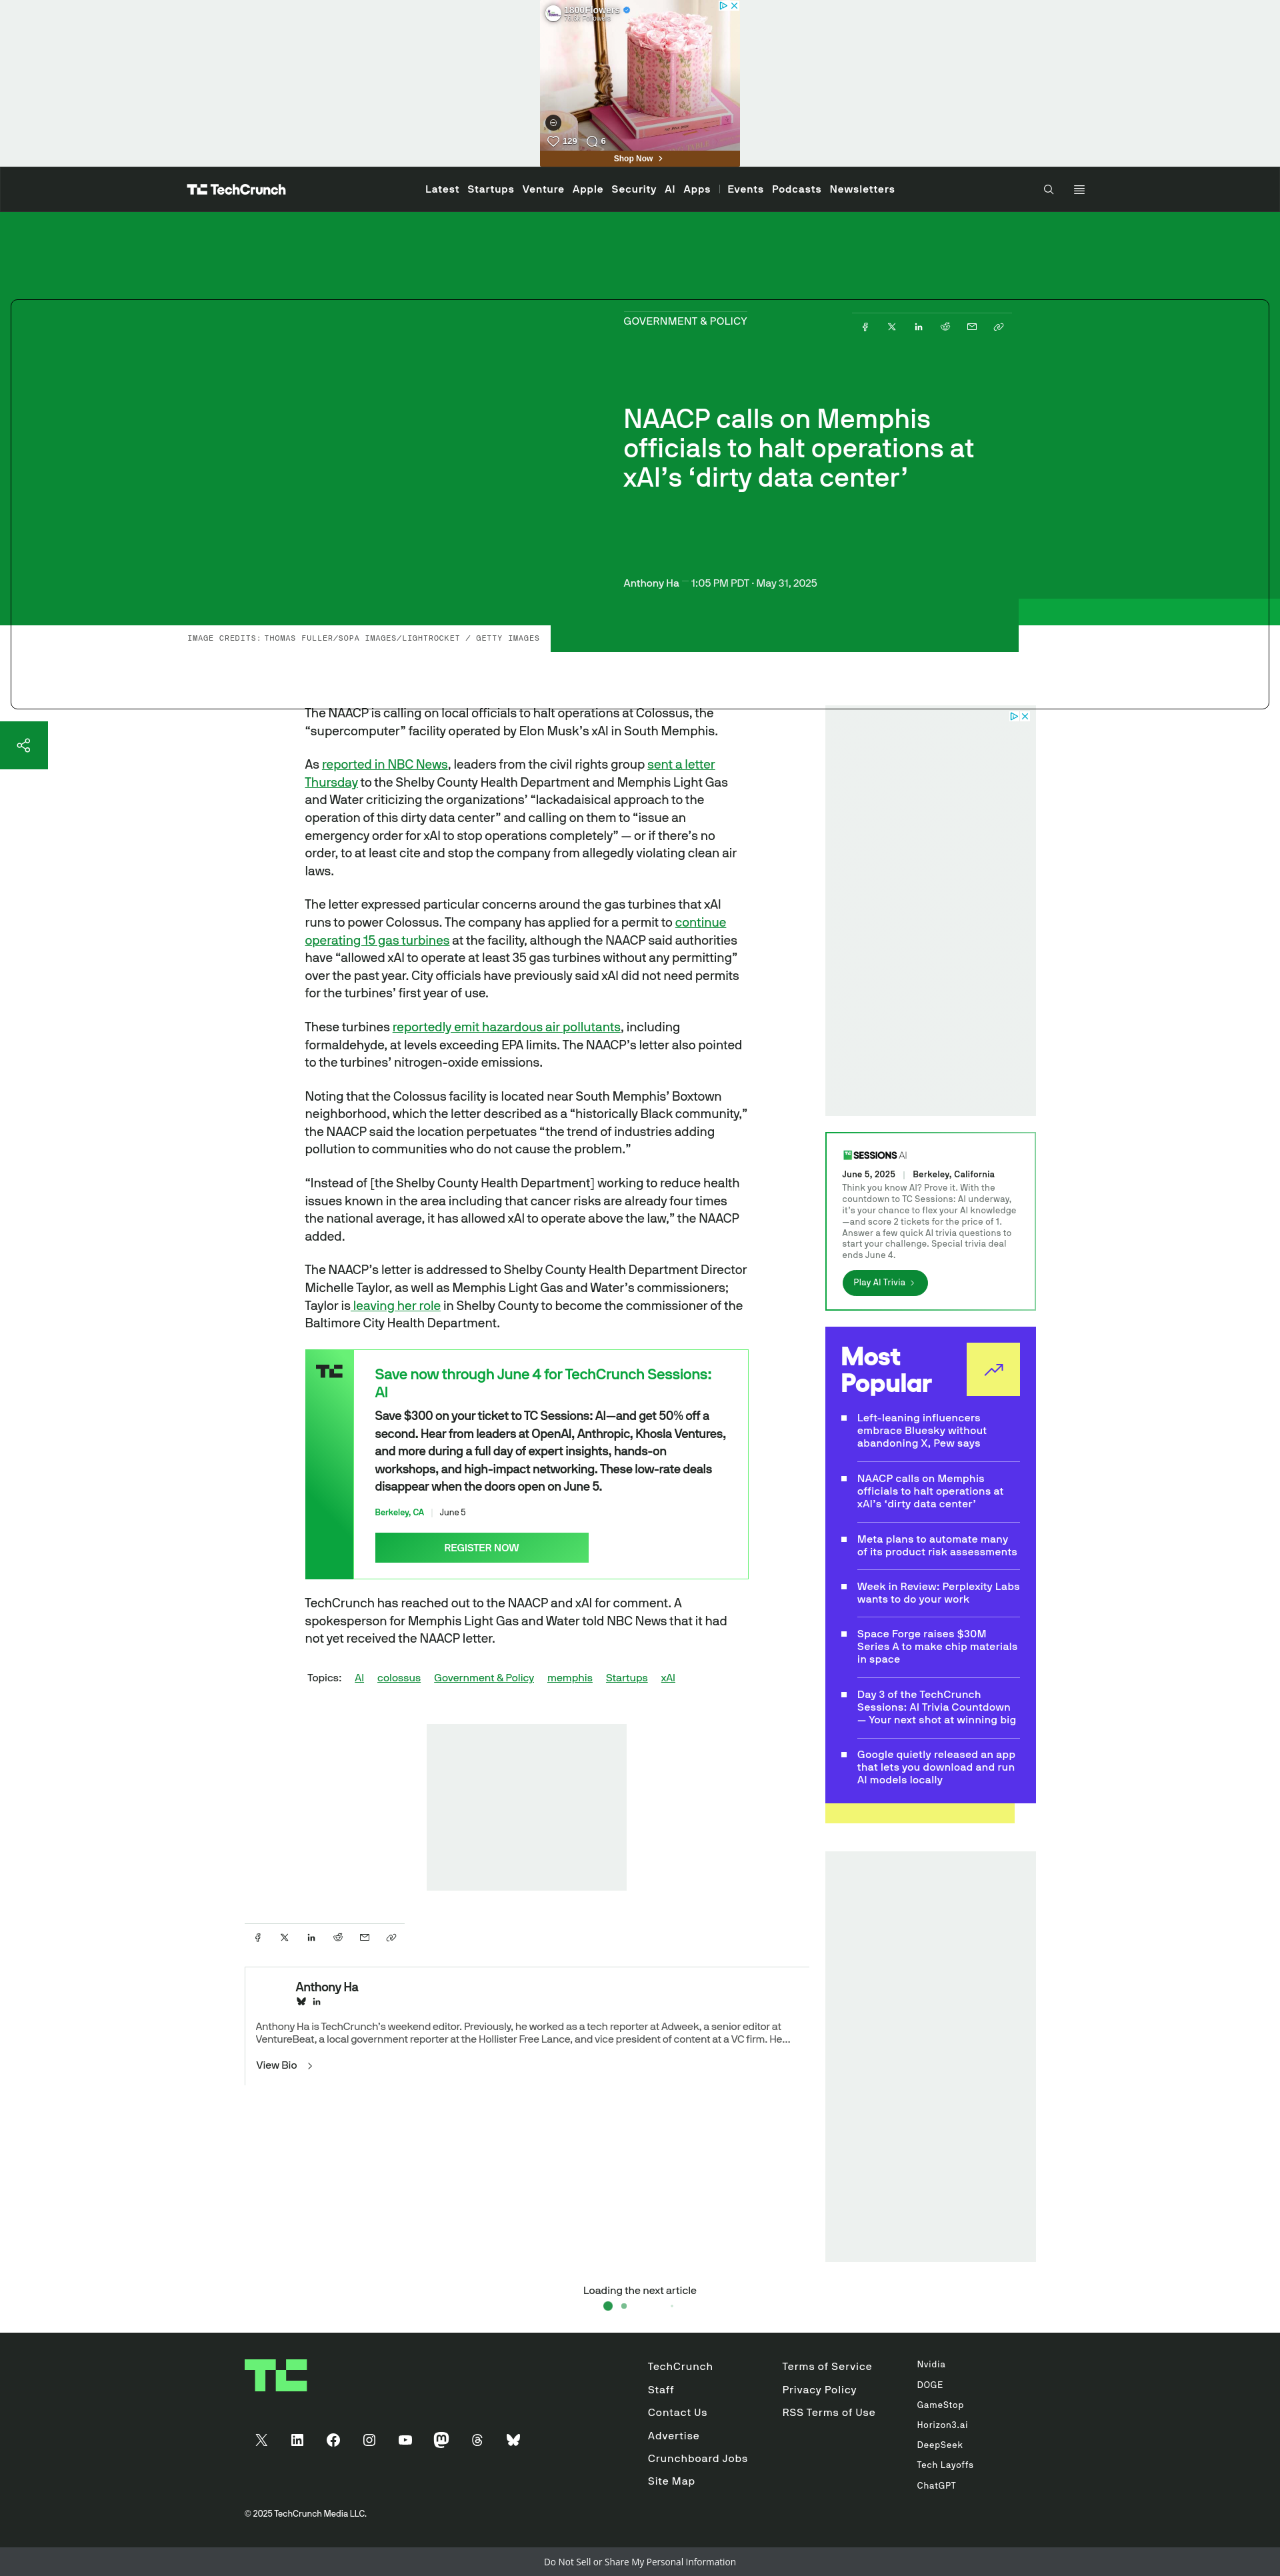 1800Flowers
129
6
Shop Now
TechCrunch
Latest Startups Venture Apple Security AI Apps | Events Podcasts Newsletters
GOVERNMENT & POLICY
NAACP calls on Memphis
officials to halt operations at
xAI’s ‘dirty data center’
Anthony Ha — 1:05 PM PDT · May 31, 2025
IMAGE CREDITS: THOMAS FULLER/SOPA IMAGES/LIGHTROCKET / GETTY IMAGES
The NAACP is calling on local officials to halt operations at Colossus, the
“supercomputer” facility operated by Elon Musk’s xAI in South Memphis.
As reported in NBC News, leaders from the civil rights group sent a letter
Thursday to the Shelby County Health Department and Memphis Light Gas
and Water criticizing the organizations’ “lackadaisical approach to the
operation of this dirty data center” and calling on them to “issue an
emergency order for xAI to stop operations completely” — or if there’s no
order, to at least cite and stop the company from allegedly violating clean air
laws.
The letter expressed particular concerns around the gas turbines that xAI
runs to power Colossus. The company has applied for a permit to continue
operating 15 gas turbines at the facility, although the NAACP said authorities
have “allowed xAI to operate at least 35 gas turbines without any permitting”
over the past year. City officials have previously said xAI did not need permits
for the turbines’ first year of use.
These turbines reportedly emit hazardous air pollutants, including
formaldehyde, at levels exceeding EPA limits. The NAACP’s letter also pointed
to the turbines’ nitrogen-oxide emissions.
Noting that the Colossus facility is located near South Memphis’ Boxtown
neighborhood, which the letter described as a “historically Black community,”
the NAACP said the location perpetuates “the trend of industries adding
pollution to communities who do not cause the problem.”
“Instead of [the Shelby County Health Department] working to reduce health
issues known in the area including that cancer risks are already four times
the national average, it has allowed xAI to operate above the law,” the NAACP
added.
The NAACP’s letter is addressed to Shelby County Health Department Director
Michelle Taylor, as well as Memphis Light Gas and Water’s commissioners;
Taylor is leaving her role in Shelby County to become the commissioner of the
Baltimore City Health Department.
Save now through June 4 for TechCrunch Sessions:
AI
Save $300 on your ticket to TC Sessions: AI—and get 50% off a
second. Hear from leaders at OpenAI, Anthropic, Khosla Ventures,
and more during a full day of expert insights, hands-on
workshops, and high-impact networking. These low-rate deals
disappear when the doors open on June 5.
Berkeley, CA | June 5
REGISTER NOW
TechCrunch has reached out to the NAACP and xAI for comment. A
spokesperson for Memphis Light Gas and Water told NBC News that it had
not yet received the NAACP letter.
Topics: AI colossus Government & Policy memphis Startups xAI
SESSIONS AI
June 5, 2025 | Berkeley, California
Think you know AI? Prove it. With the
countdown to TC Sessions: AI underway,
it’s your chance to flex your AI knowledge
—and score 2 tickets for the price of 1.
Answer a few quick AI trivia questions to
start your challenge. Special trivia deal
ends June 4.
Play AI Trivia
Most
Popular
Left-leaning influencers
embrace Bluesky without
abandoning X, Pew says
NAACP calls on Memphis
officials to halt operations at
xAI’s ‘dirty data center’
Meta plans to automate many
of its product risk assessments
Week in Review: Perplexity Labs
wants to do your work
Space Forge raises $30M
Series A to make chip materials
in space
Day 3 of the TechCrunch
Sessions: AI Trivia Countdown
— Your next shot at winning big
Google quietly released an app
that lets you download and run
AI models locally
Anthony Ha
Anthony Ha is TechCrunch’s weekend editor. Previously, he worked as a tech reporter at Adweek, a senior editor at
VentureBeat, a local government reporter at the Hollister Free Lance, and vice president of content at a VC firm. He…
View Bio
Loading the next article
TechCrunch
Staff
Contact Us
Advertise
Crunchboard Jobs
Site Map
Terms of Service
Privacy Policy
RSS Terms of Use
Nvidia
DOGE
GameStop
Horizon3.ai
DeepSeek
Tech Layoffs
ChatGPT
© 2025 TechCrunch Media LLC.
Do Not Sell or Share My Personal Information